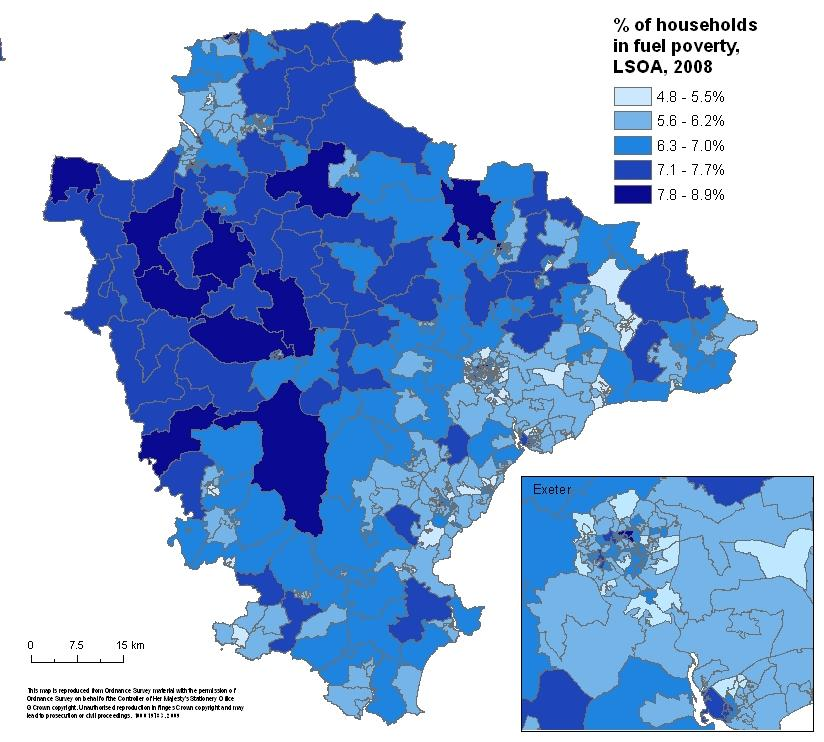 % of households
in fuel poverty,
LSOA, 2008
4.8 - 5.5%
5.6 - 6.2%
6.3 - 7.0%
7.1 - 7.7%
7.8 - 8.9%
Exeter
0 7.5 15 km
This map is reproduced from Ordnance Survey material with the permission of
Ordnance Survey on behalf of the Controller of Her Majesty's Stationery Office
© Crown copyright. Unauthorised reproduction infringes Crown copyright and may
lead to prosecution or civil proceedings.